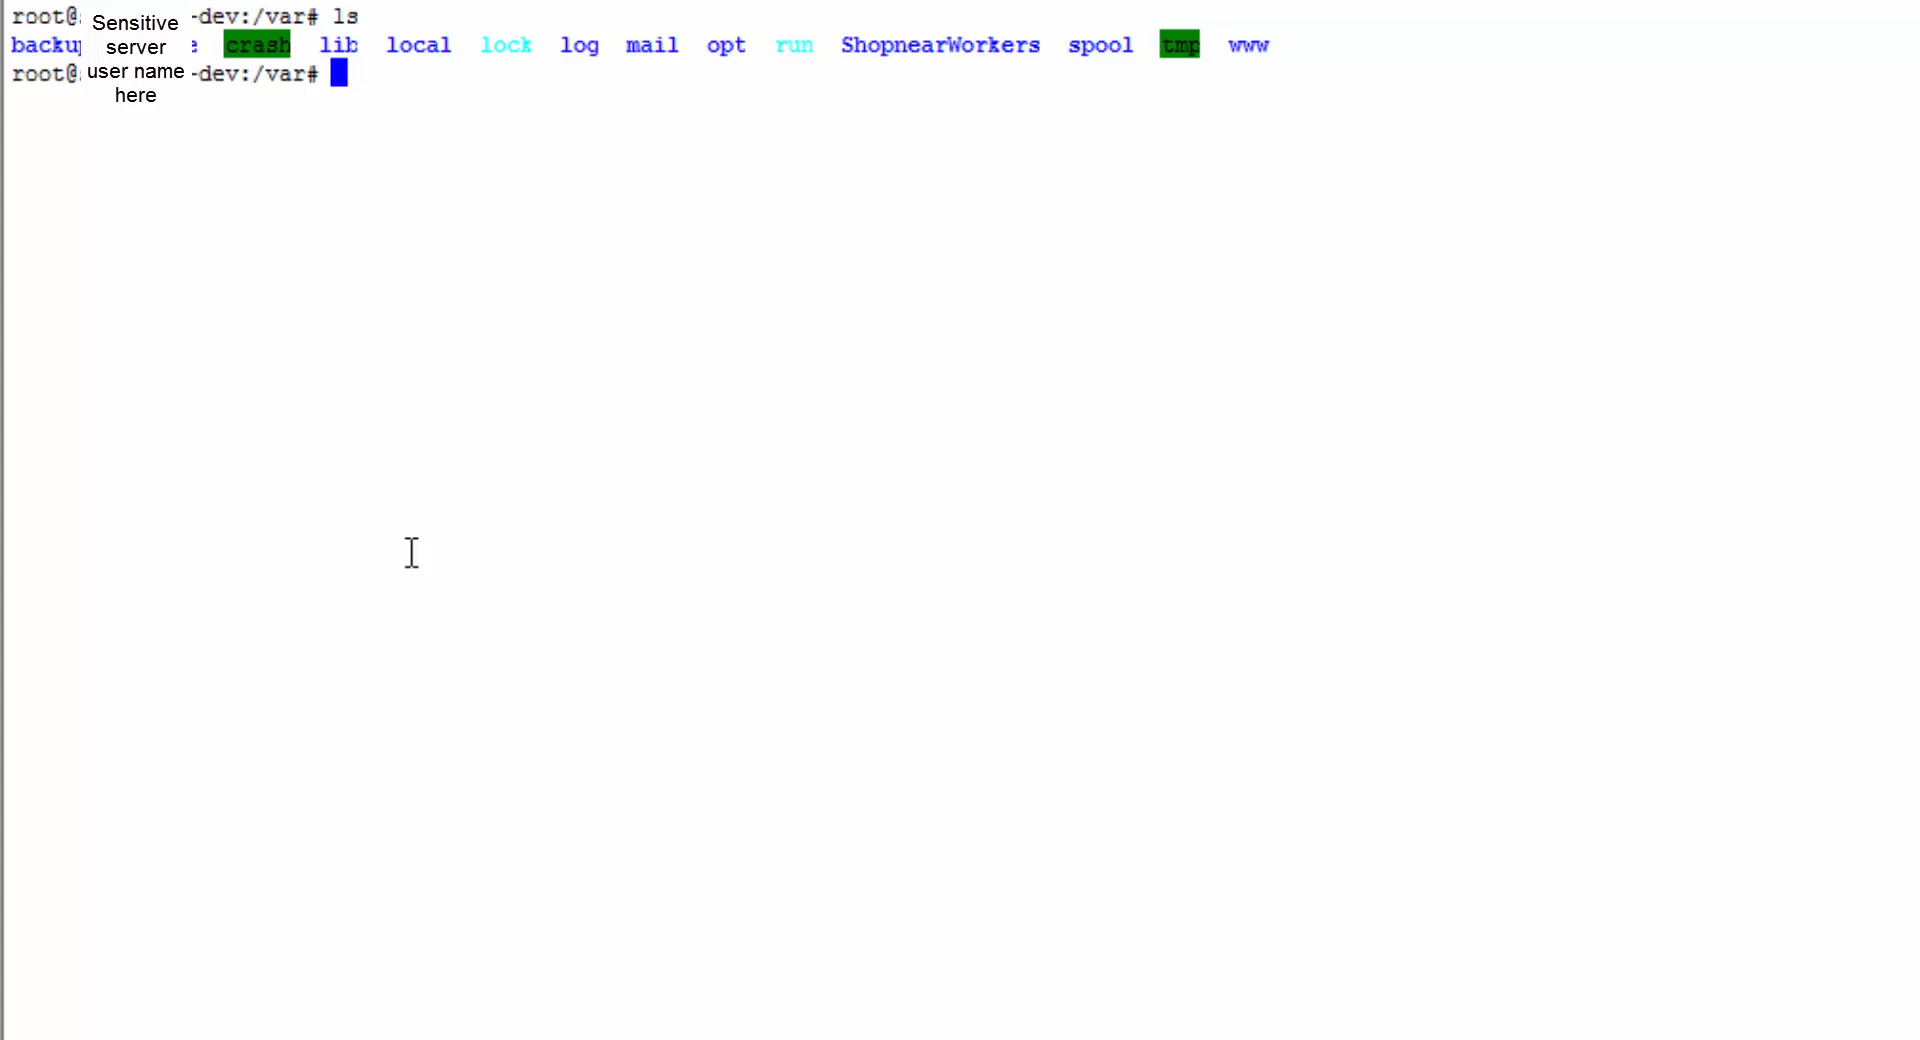 root@ -dev:/var# ls
crash lib local lock log mail opt run ShopnearWorkers spool tmp www
root@ -dev:/var#
Sensitive
server
user name
here